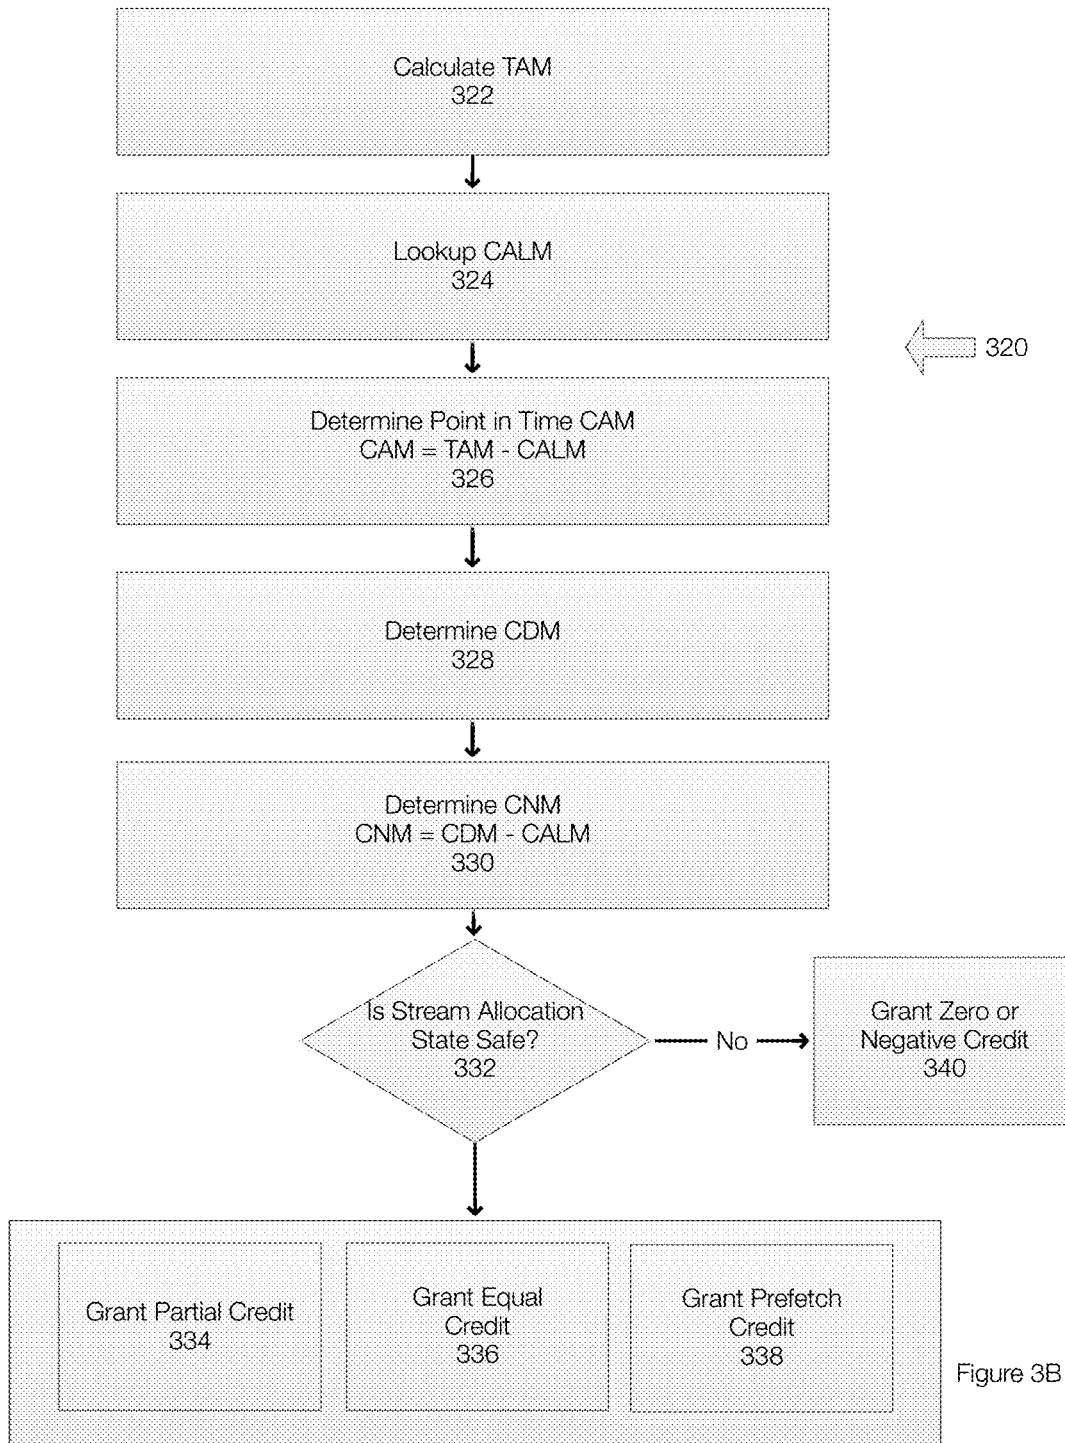 Calculate TAM
322
Lookup CALM
324
320
Determine Point in Time CAM
CAM = TAM - CALM
326
Determine CDM
328
Determine CNM
CNM = CDM - CALM
330
Is Stream Allocation
State Safe?
332
No
Grant Zero or
Negative Credit
340
Grant Partial Credit
334
Grant Equal
Credit
336
Grant Prefetch
Credit
338
Figure 3B